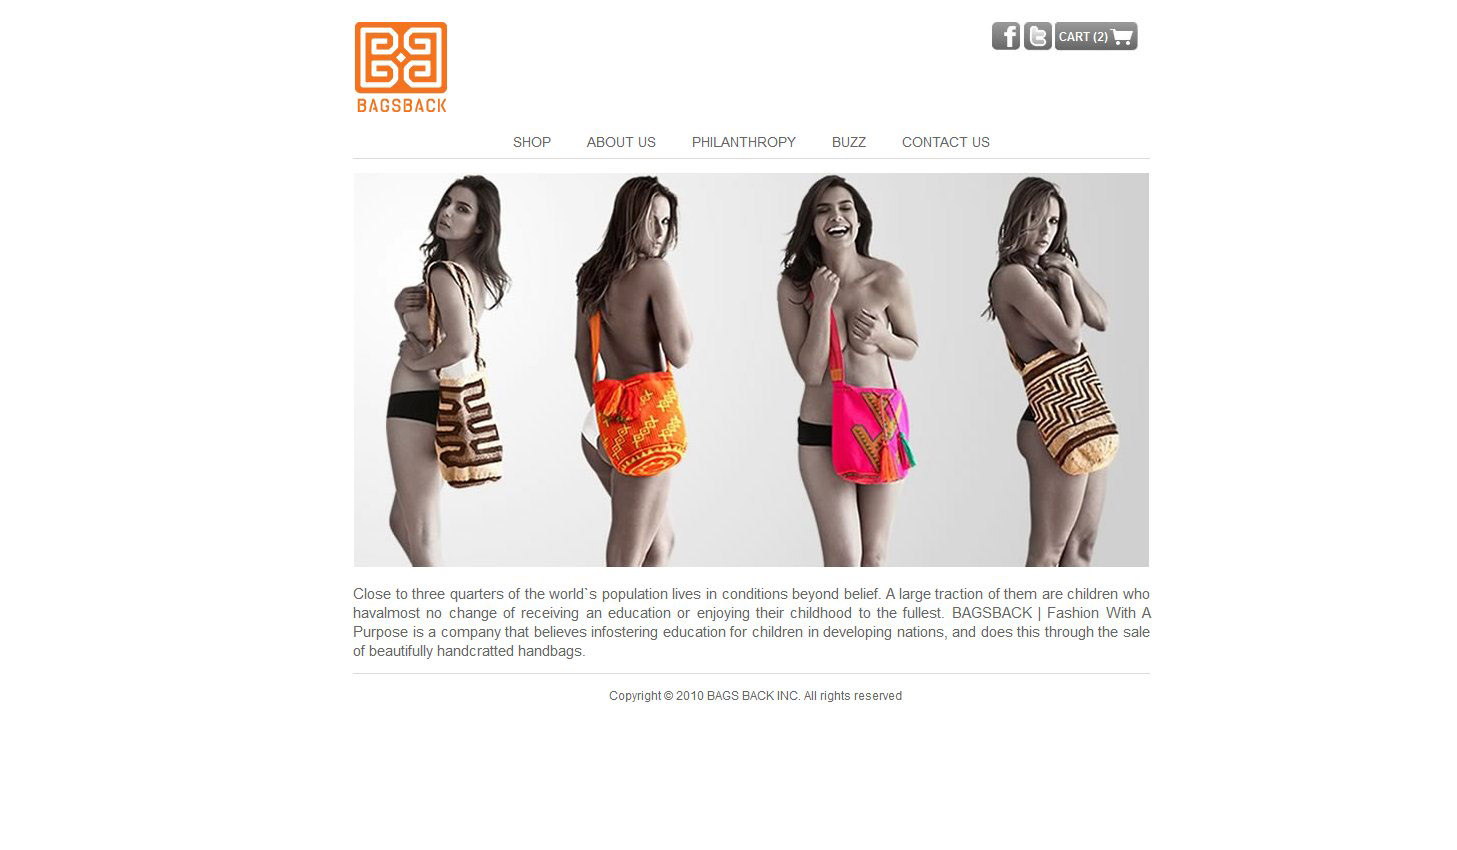 BAGSBACK
CART (2)
SHOP ABOUT US PHILANTHROPY BUZZ CONTACT US
Close to three quarters of the world`s population lives in conditions beyond belief. A large traction of them are children who
havalmost no change of receiving an education or enjoying their childhood to the fullest. BAGSBACK | Fashion With A
Purpose is a company that believes infostering education for children in developing nations, and does this through the sale
of beautifully handcratted handbags.
Copyright © 2010 BAGS BACK INC. All rights reserved